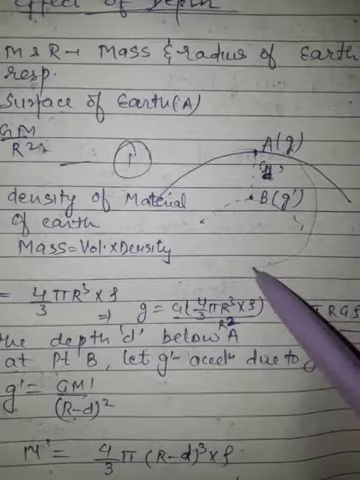 Effect of Depth
M & R → Mass & radius of Earth
resp.
Surface of Earth(A)
GM
R²
1
A(g)
d
B(g')
density of Material
of earth
Mass = Vol. × Density
= 4/3 πR³ × ρ ⇒ g = G(4/3 πR³ × ρ) / R² πRGρ
the depth 'd' below A
at Pt B, let g' = accelⁿ due to g
g' = GM' / (R-d)²
M' = 4/3 π (R-d)³ × ρ